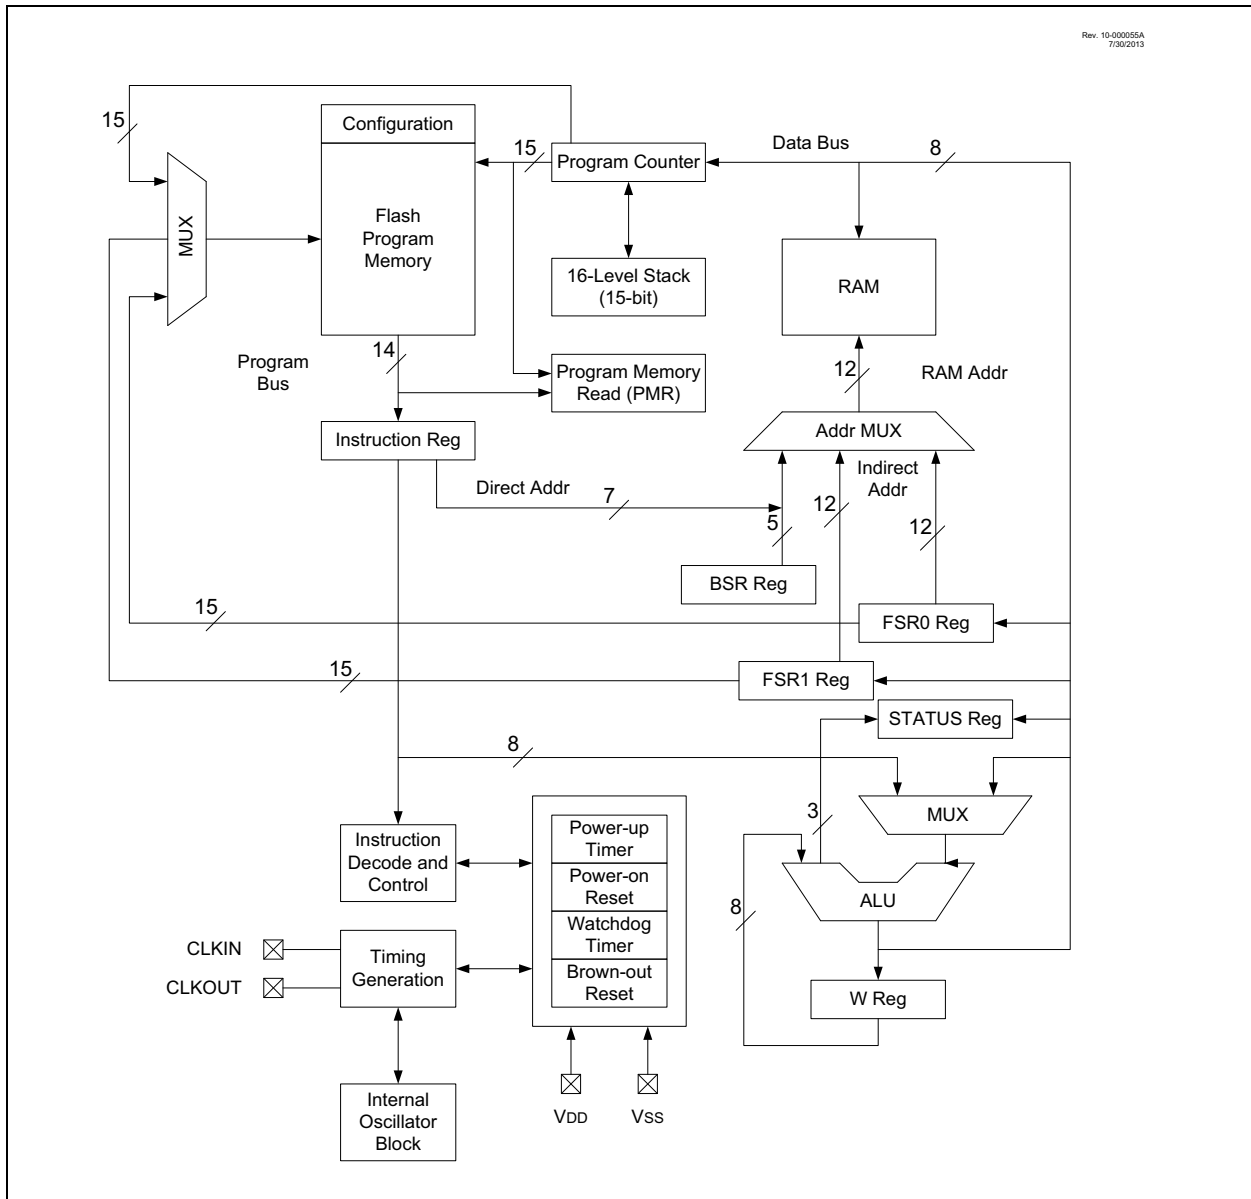 Rev. 10-000055A
7/30/2013
15
Configuration
15
Program Counter
Data Bus
8
MUX
Flash
Program
Memory
16-Level Stack
(15-bit)
RAM
Program
Bus
14
Program Memory
Read (PMR)
12
RAM Addr
Instruction Reg
Addr MUX
Direct Addr
7
Indirect
Addr
5
12
12
BSR Reg
15
FSR0 Reg
15
FSR1 Reg
STATUS Reg
8
3
MUX
Power-up
Timer
Instruction
Decode and
Control
Power-on
Reset
8
ALU
Watchdog
Timer
CLKIN
Timing
Generation
CLKOUT
Brown-out
Reset
W Reg
Internal
Oscillator
Block
VDD
VSS